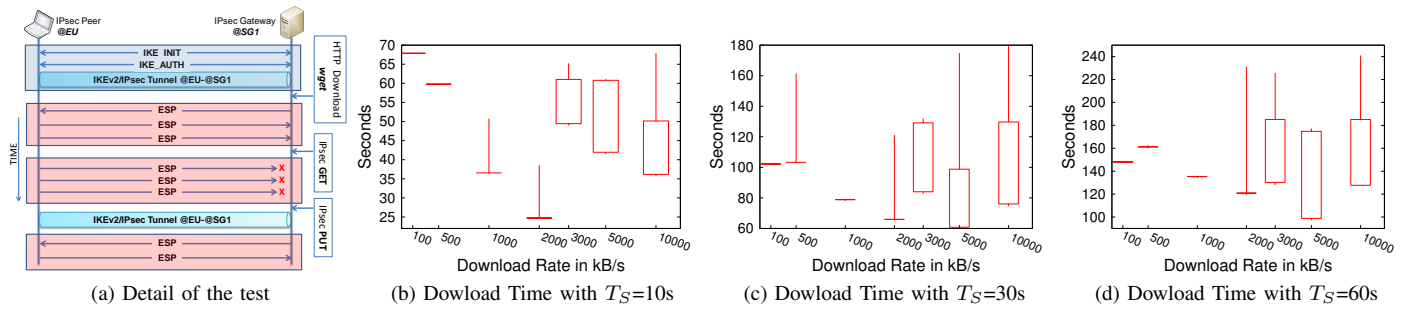 IPsec Peer
@EU
IPsec Gateway
@SG1
IKE_INIT
IKE_AUTH
IKEv2/IPsec Tunnel @EU-@SG1
HTTP Download
wget
ESP
ESP
ESP
TIME
IPsec GET
ESP
X
ESP
X
ESP
X
IKEv2/IPsec Tunnel @EU-@SG1
IPsec PUT
ESP
ESP
(a) Detail of the test
Seconds
70
65
60
55
50
45
40
35
30
25
100
500
1000
2000
3000
5000
10000
Download Rate in kB/s
(b) Dowload Time with T_S=10s
Seconds
180
160
140
120
100
80
60
100
500
1000
2000
3000
5000
10000
Download Rate in kB/s
(c) Dowload Time with T_S=30s
Seconds
240
220
200
180
160
140
120
100
100
500
1000
2000
3000
5000
10000
Download Rate in kB/s
(d) Dowload Time with T_S=60s